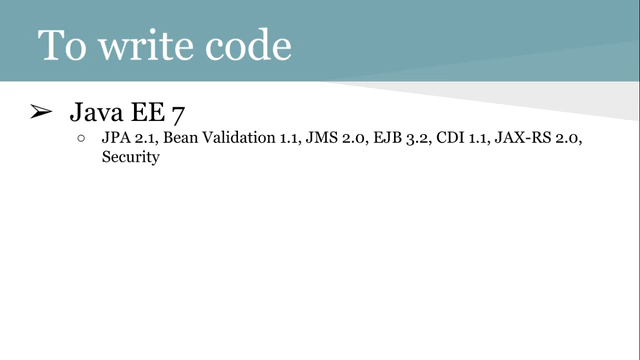 To write code
➢ Java EE 7
○ JPA 2.1, Bean Validation 1.1, JMS 2.0, EJB 3.2, CDI 1.1, JAX-RS 2.0,
Security